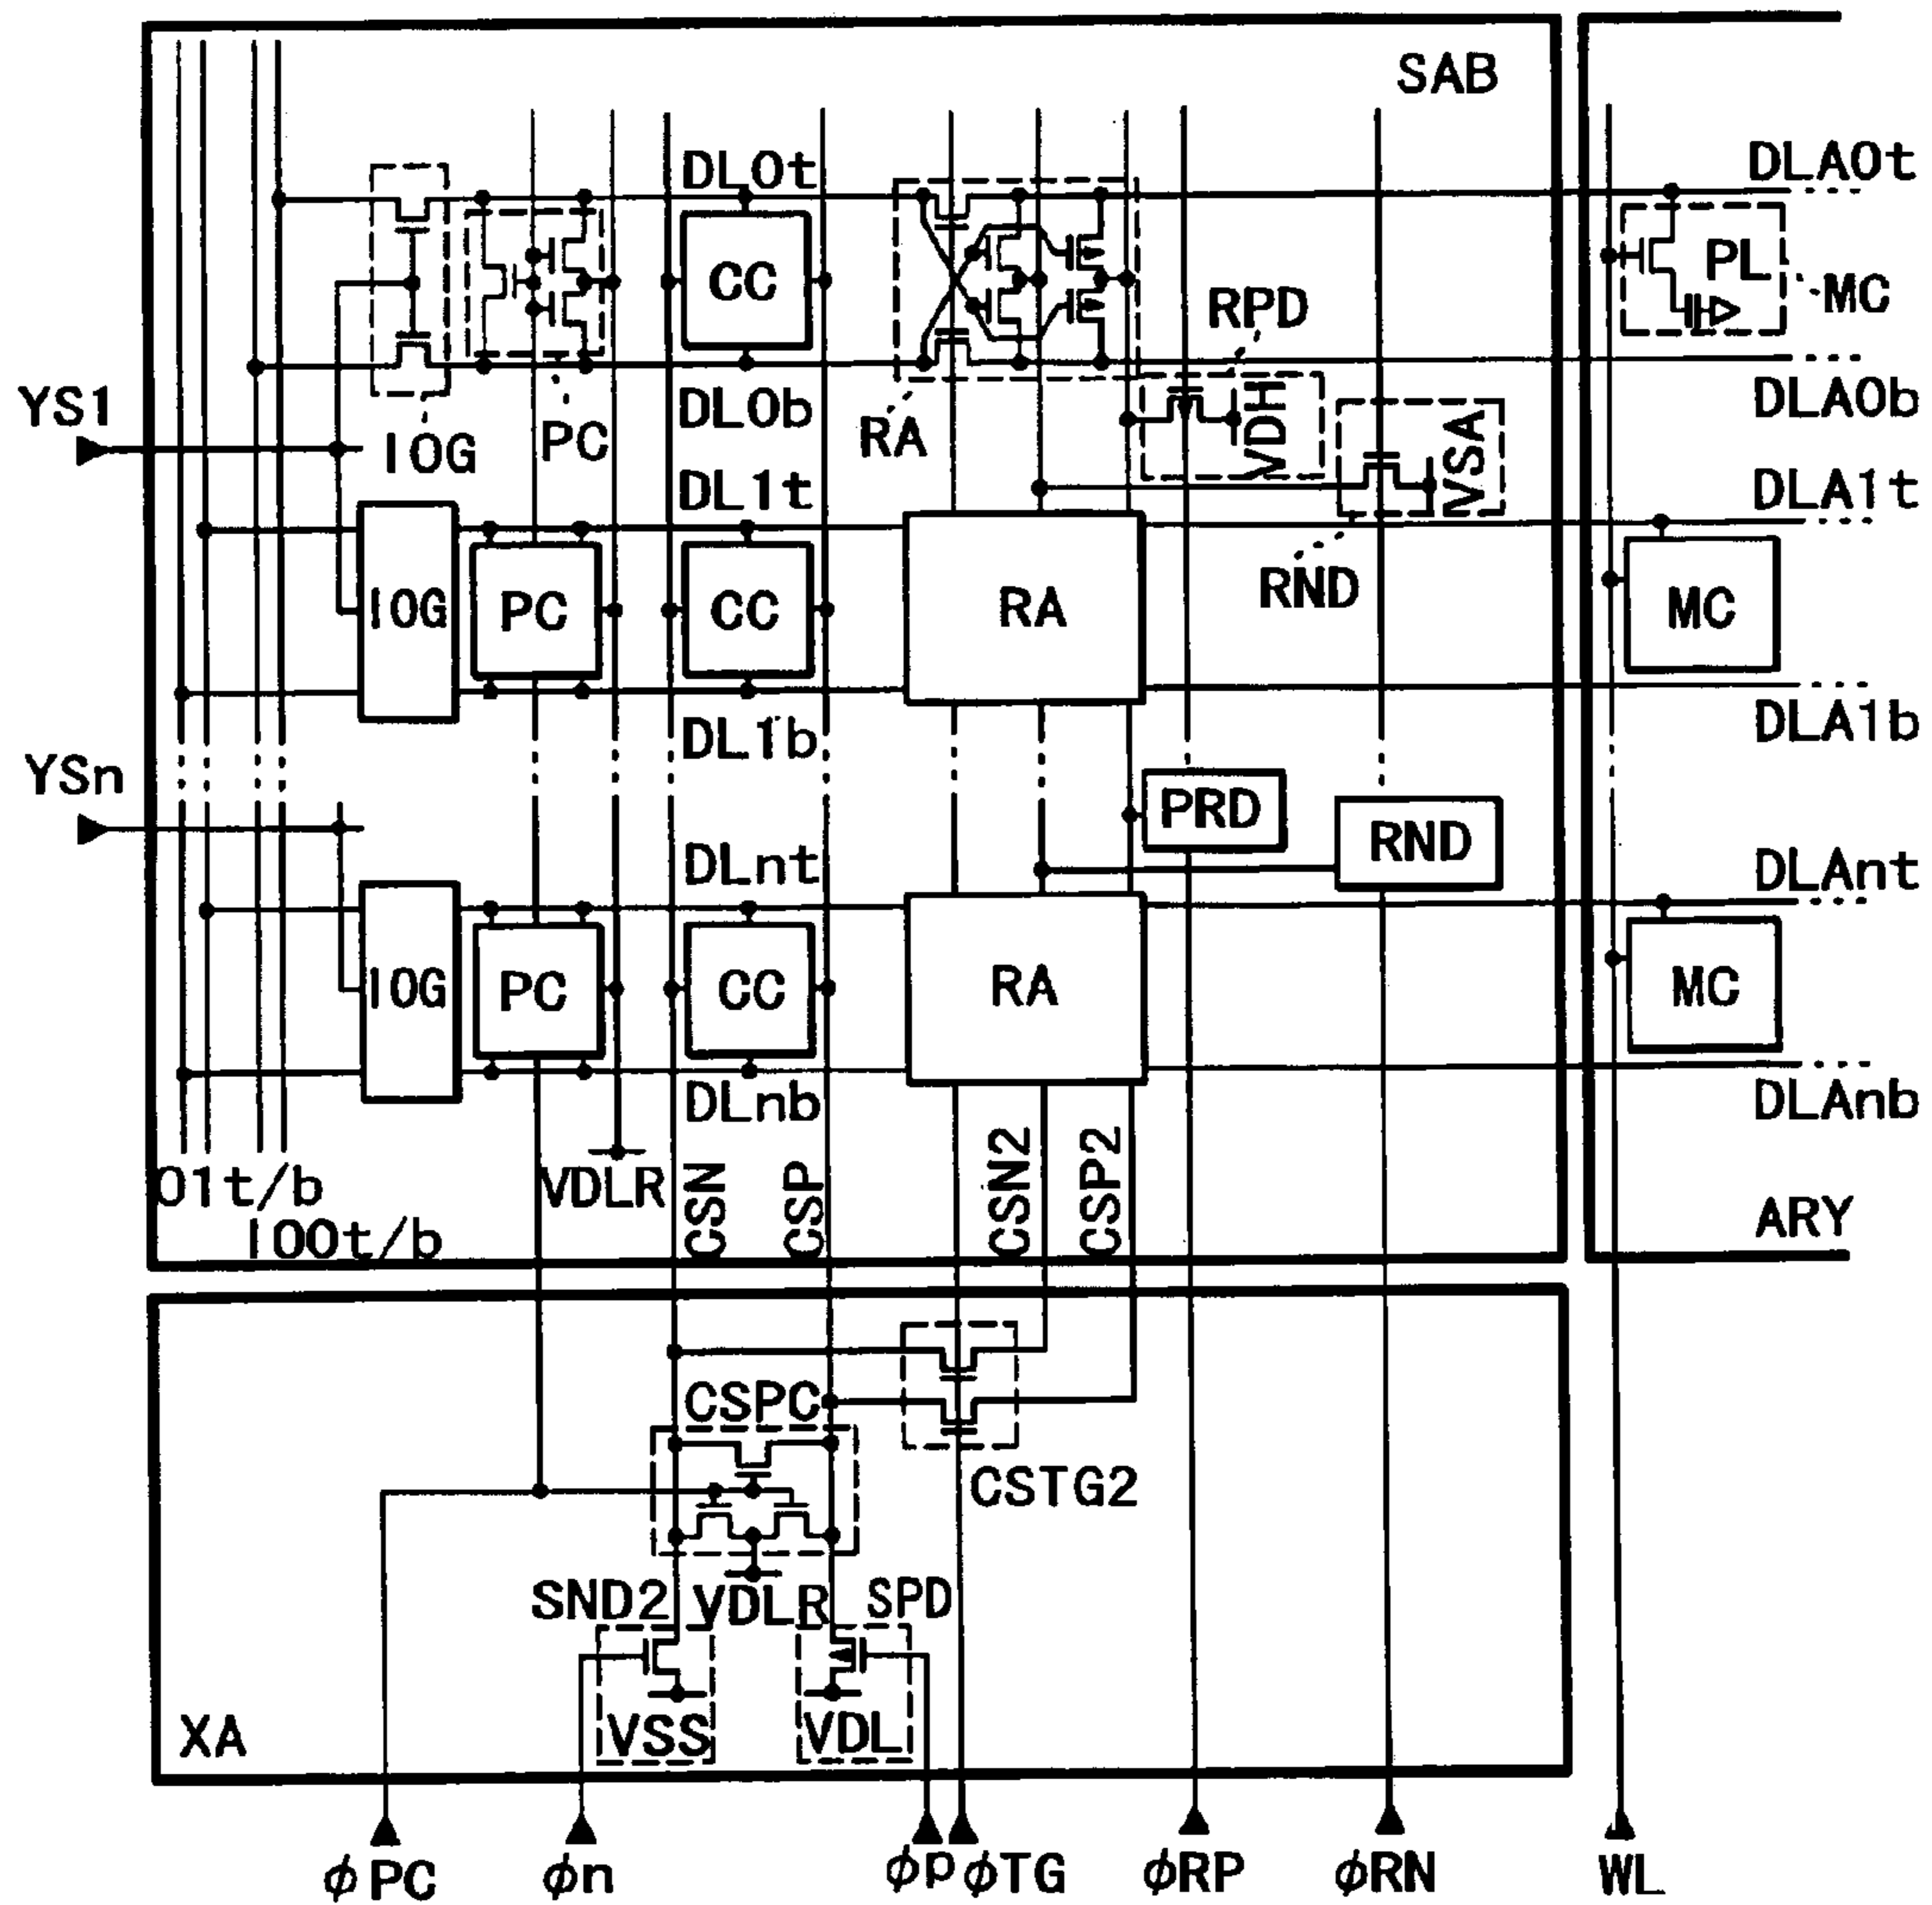 SAB
DL0t
DLA0t
CC
PL
MC
RPD
YS1
IOG
PC
DL0b
RA
VDH
VSA
DLA0b
DL1t
DLA1t
IOG
PC
CC
RA
RND
MC
DL1b
DLA1b
YSn
PRD
RND
DLnt
DLAnt
IOG
PC
CC
RA
MC
DLnb
DLAnb
O1t/b
VDLR
CSN
CSP
CSN2
CSP2
IO0t/b
ARY
CSPC
CSTG2
SND2
VDLR
SPD
XA
VSS
VDL
ϕPC
ϕn
ϕp
ϕTG
ϕRP
ϕRN
WL